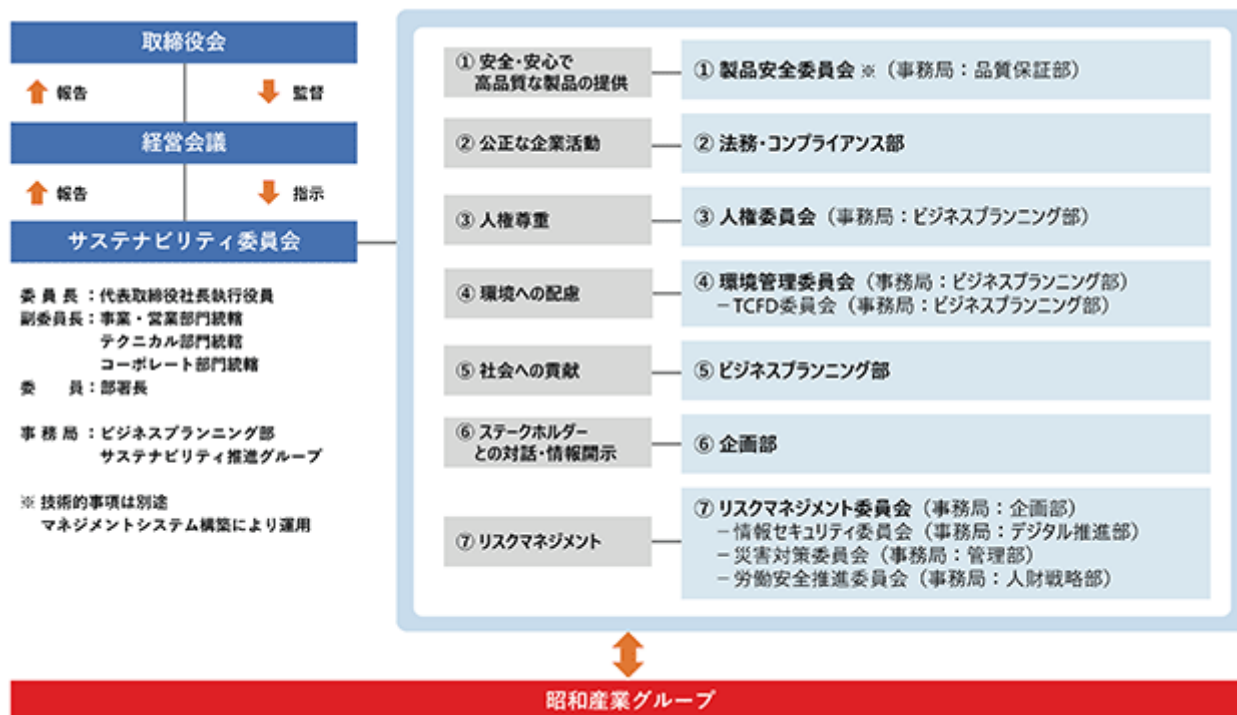 取締役会
報告
監督
経営会議
報告
指示
サステナビリティ委員会
委員長：代表取締役社長執行役員
副委員長：事業・営業部門統轄
テクニカル部門統轄
コーポレート部門統轄
委員：部署長
事務局：ビジネスプランニング部
サステナビリティ推進グループ
※ 技術的事項は別途
マネジメントシステム構築により運用
① 安全・安心で
高品質な製品の提供
① 製品安全委員会 ※（事務局：品質保証部）
② 公正な企業活動
② 法務・コンプライアンス部
③ 人権尊重
③ 人権委員会（事務局：ビジネスプランニング部）
④ 環境への配慮
④ 環境管理委員会（事務局：ビジネスプランニング部）
－TCFD委員会（事務局：ビジネスプランニング部）
⑤ 社会への貢献
⑤ ビジネスプランニング部
⑥ ステークホルダー
との対話・情報開示
⑥ 企画部
⑦ リスクマネジメント
⑦ リスクマネジメント委員会（事務局：企画部）
－情報セキュリティ委員会（事務局：デジタル推進部）
－災害対策委員会（事務局：管理部）
－労働安全推進委員会（事務局：人財戦略部）
昭和産業グループ